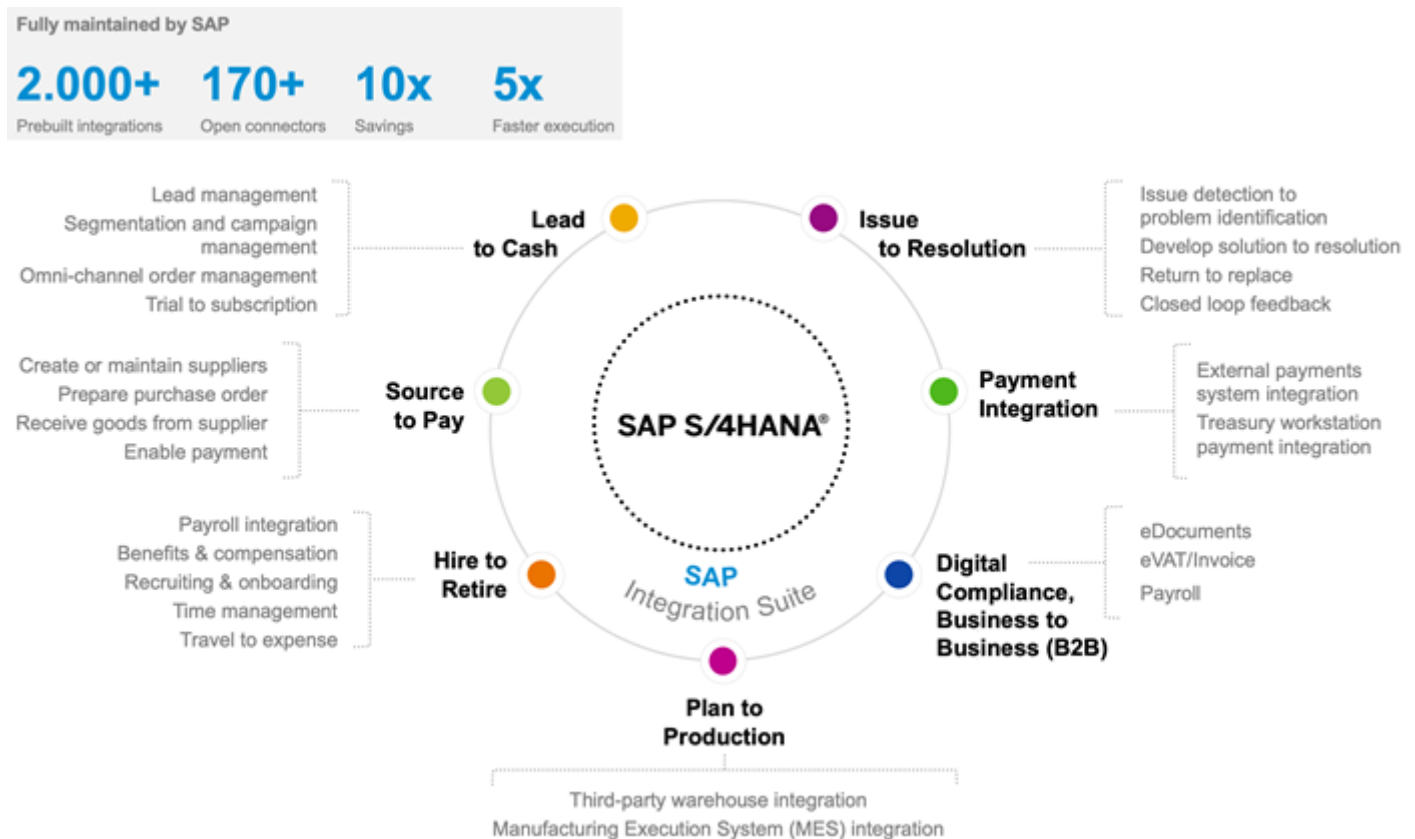 Fully maintained by SAP
2.000+
Prebuilt integrations
170+
Open connectors
10x
Savings
5x
Faster execution
Lead
to Cash
Lead management
Segmentation and campaign
management
Omni-channel order management
Trial to subscription
Issue
to Resolution
Issue detection to
problem identification
Develop solution to resolution
Return to replace
Closed loop feedback
Source
to Pay
Create or maintain suppliers
Prepare purchase order
Receive goods from supplier
Enable payment
SAP S/4HANA®
Payment
Integration
External payments
system integration
Treasury workstation
payment integration
Hire to
Retire
Payroll integration
Benefits & compensation
Recruiting & onboarding
Time management
Travel to expense
SAP
Integration Suite
Digital
Compliance,
Business to
Business (B2B)
eDocuments
eVAT/Invoice
Payroll
Plan to
Production
Third-party warehouse integration
Manufacturing Execution System (MES) integration